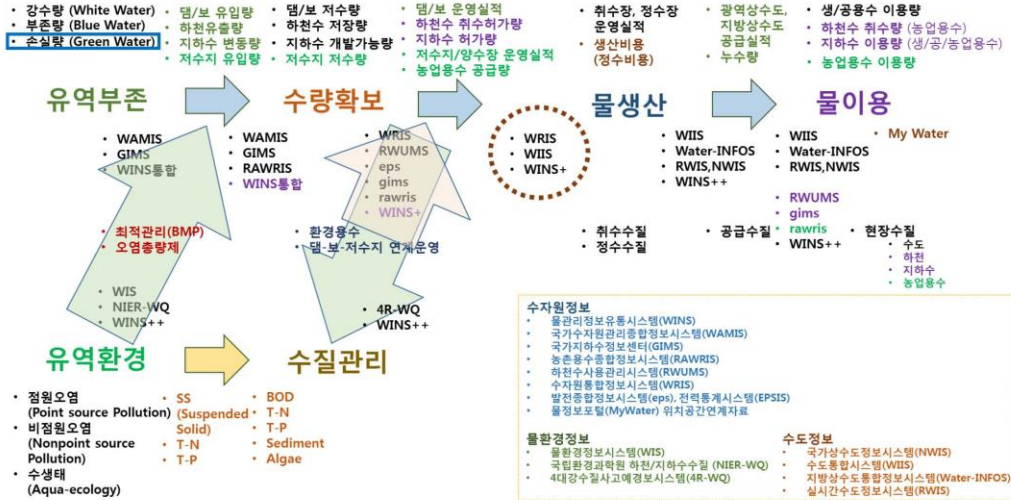 강수량 (White Water)
부존량 (Blue Water)
손실량 (Green Water)
댐/보 유입량
하천유출량
지하수 변동량
저수지 유입량
댐/보 저수량
하천수 저장량
지하수 개발가능량
저수지 저수량
댐/보 운영실적
하천수 취수허가량
지하수 허가량
저수지/양수장 운영실적
농업용수 공급량
취수장, 정수장
운영실적
생산비용
(정수비용)
광역상수도,
지방상수도
공급실적
누수량
생/공용수 이용량
하천수 취수량 (농업용수)
지하수 이용량 (생/공/농업용수)
농업용수 이용량
유역부존
수량확보
물생산
물이용
WAMIS
GIMS
WINS통합
WAMIS
GIMS
RAWRIS
WINS통합
WRIS
RWUMS
eps
gims
rawris
WINS+
WRIS
WIIS
WINS+
WIIS
Water-INFOS
RWIS,NWIS
WINS++
WIIS
Water-INFOS
RWIS,NWIS
RWUMS
gims
rawris
WINS++
My Water
최적관리(BMP)
오염총량제
환경용수
댐-보-저수지 연계운영
취수수질
정수수질
공급수질
현장수질
수도
하천
지하수
농업용수
WIS
NIER-WQ
WINS++
4R-WQ
WINS++
유역환경
수질관리
점원오염
(Point source Pollution)
비점원오염
(Nonpoint source
Pollution)
수생태
(Aqua-ecology)
SS
(Suspended
Solid)
T-N
T-P
BOD
T-N
T-P
Sediment
Algae
수자원정보
물관리정보유통시스템(WINS)
국가수자원관리종합정보시스템(WAMIS)
국가지하수정보센터(GIMS)
농촌용수종합정보시스템(RAWRIS)
하천수사용관리시스템(RWUMS)
수자원통합정보시스템(WRIS)
발전종합정보시스템(eps), 전력통계시스템(EPSIS)
물정보포털(MyWater) 위치공간연계자료
물환경정보
물환경정보시스템(WIS)
국립환경과학원 하천/지하수수질 (NIER-WQ)
4대강수질사고예경보시스템(4R-WQ)
수도정보
국가상수도정보시스템(NWIS)
수도통합시스템(WIIS)
지방상수도통합정보시스템(Water-INFOS)
실시간수도정보시스템(RWIS)